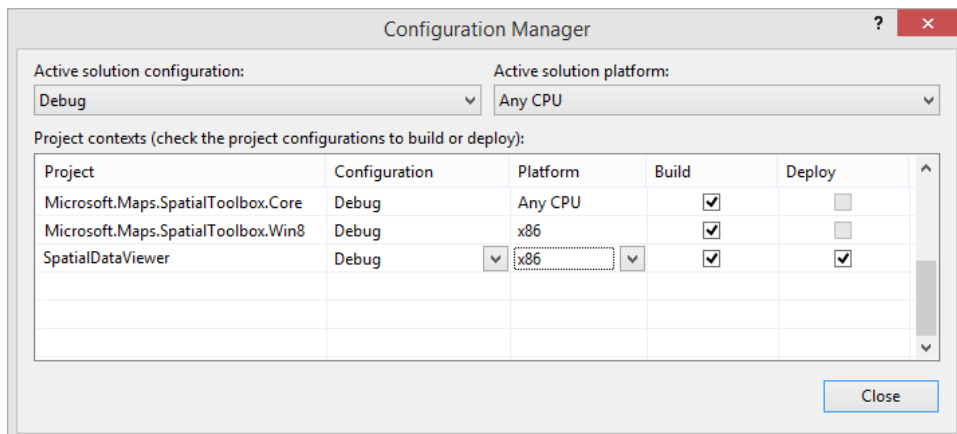 Configuration Manager
?
Active solution configuration: Active solution platform:
Debug Any CPU
Project contexts (check the project configurations to build or deploy):
Project Configuration Platform Build Deploy
Microsoft.Maps.SpatialToolbox.Core Debug Any CPU
Microsoft.Maps.SpatialToolbox.Win8 Debug x86
SpatialDataViewer Debug x86
Close